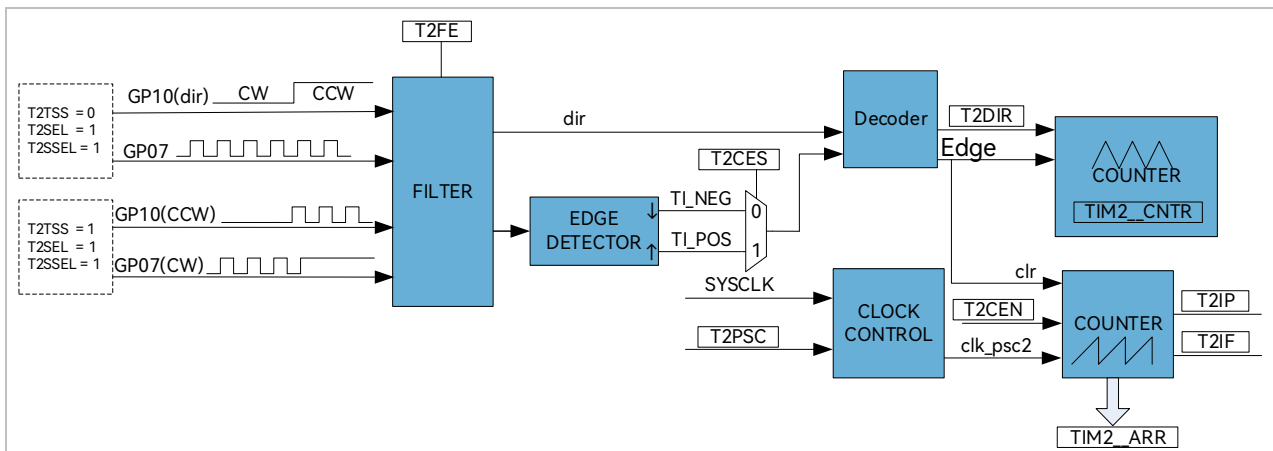 T2FE
T2TSS = 0
T2SEL = 1
T2SSEL = 1
GP10(dir)
CW
CCW
GP07
T2TSS = 1
T2SEL = 1
T2SSEL = 1
GP10(CCW)
GP07(CW)
FILTER
dir
EDGE
DETECTOR
↓
↑
TI_NEG
TI_POS
T2CES
0
1
Decoder
T2DIR
Edge
COUNTER
TIM2__CNTR
SYSCLK
T2PSC
CLOCK
CONTROL
clr
T2CEN
clk_psc2
COUNTER
T2IP
T2IF
TIM2__ARR